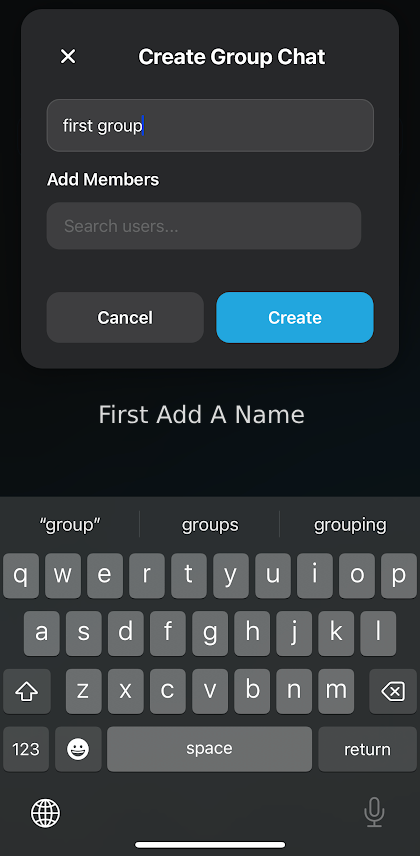 Create Group Chat
first group
Add Members
Search users...
Cancel Create
First Add A Name
“group” groups grouping
q w e r t y u i o p
a s d f g h j k l
z x c v b n m
123 space return